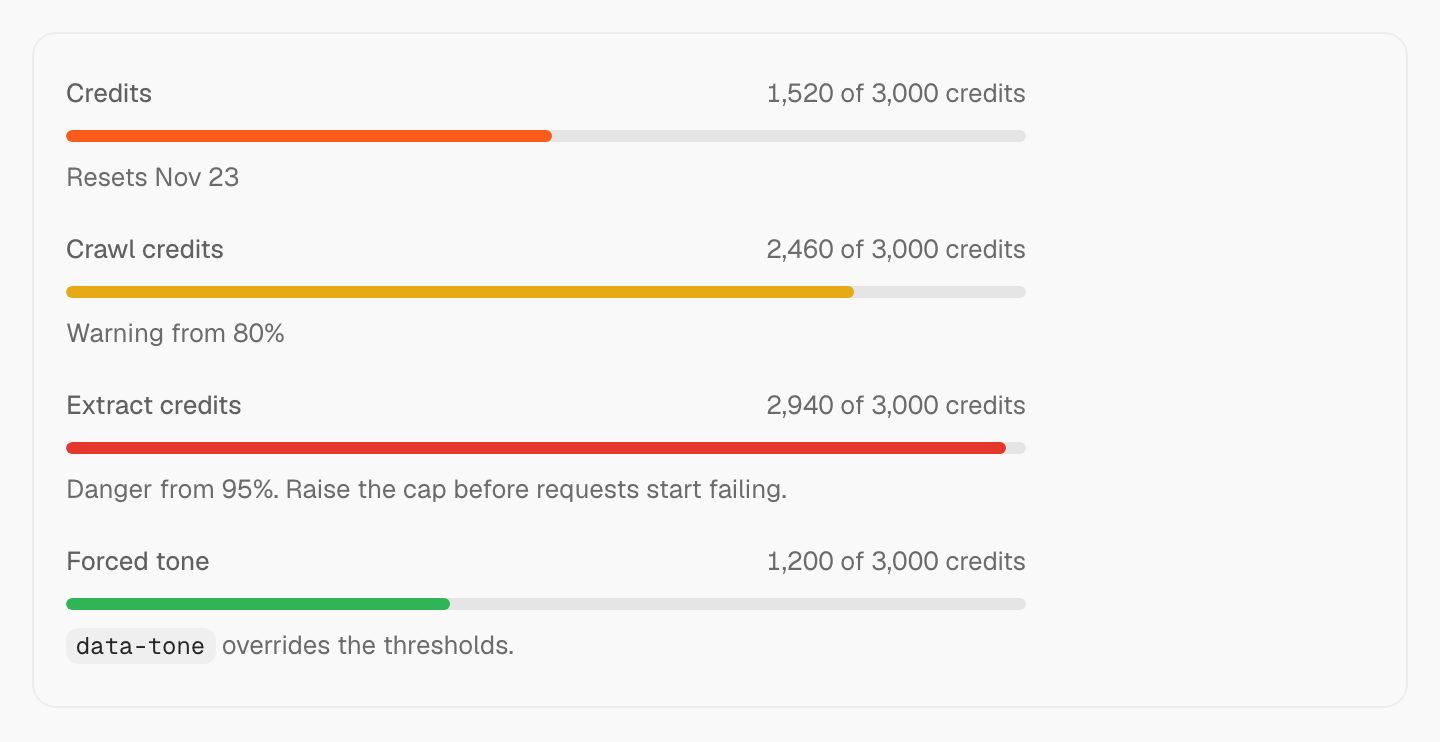 Credits 1,520 of 3,000 credits
Resets Nov 23
Crawl credits 2,460 of 3,000 credits
Warning from 80%
Extract credits 2,940 of 3,000 credits
Danger from 95%. Raise the cap before requests start failing.
Forced tone 1,200 of 3,000 credits
data-tone overrides the thresholds.